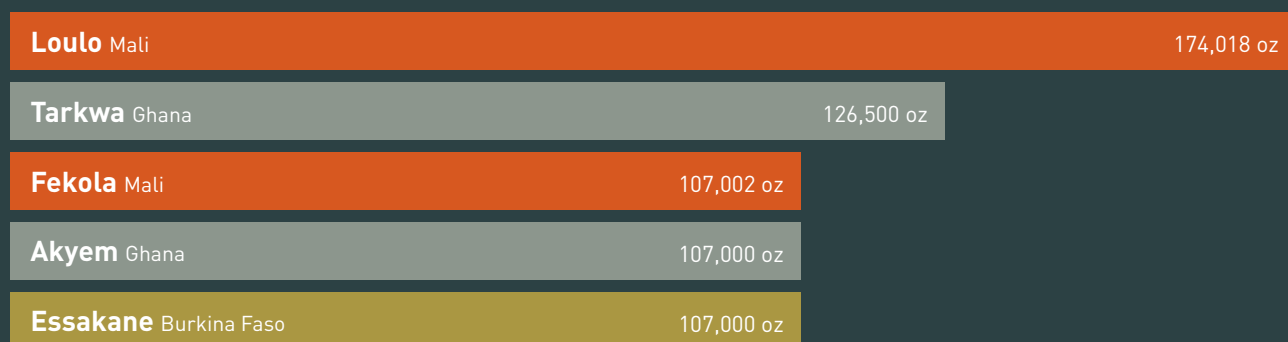 Loulo Mali 174,018 oz
Tarkwa Ghana 126,500 oz
Fekola Mali 107,002 oz
Akyem Ghana 107,000 oz
Essakane Burkina Faso 107,000 oz